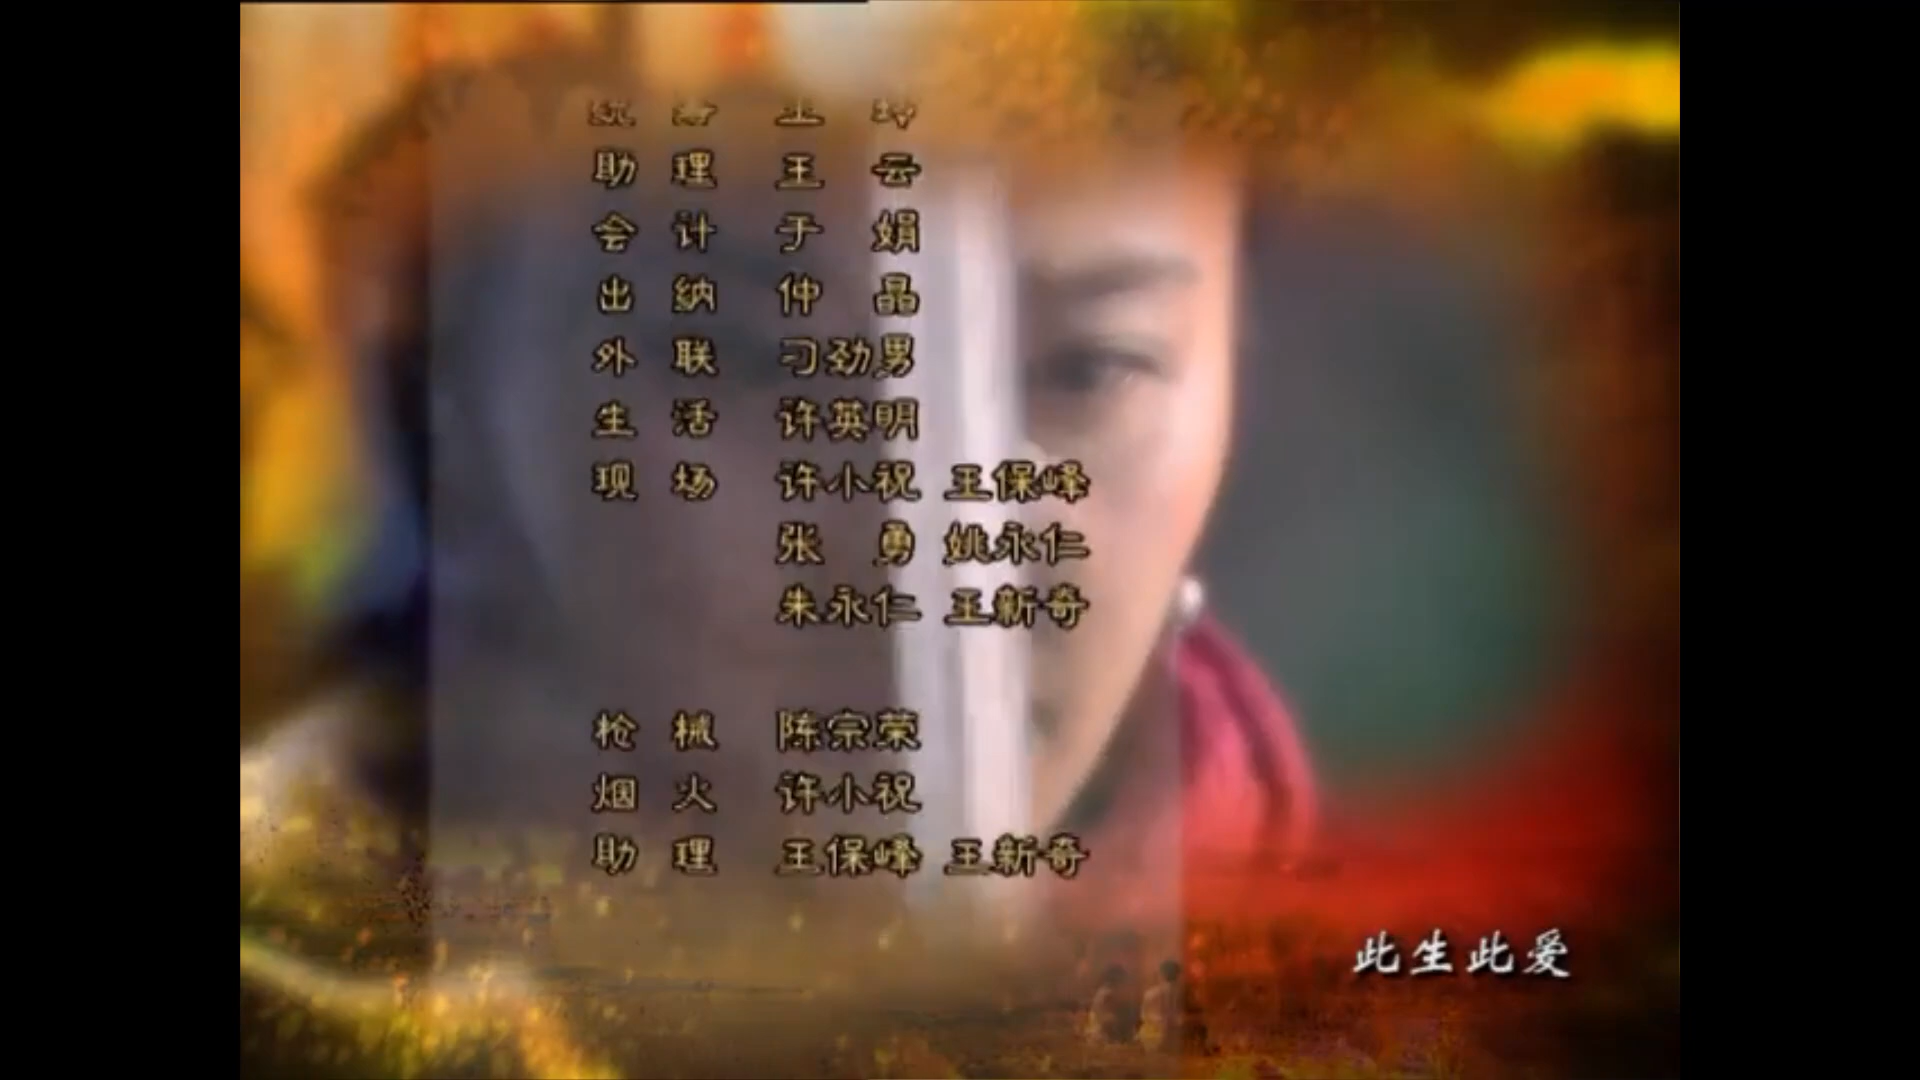 助理 王云
会计 于娟
出纳 仲晶
外联 刁劲男
生活 许英明
现场 许小祝 王保峰
张勇 姚永仁
朱永仁 王新奇
枪械 陈宗荣
烟火 许小祝
助理 王保峰 王新奇
此生此爱